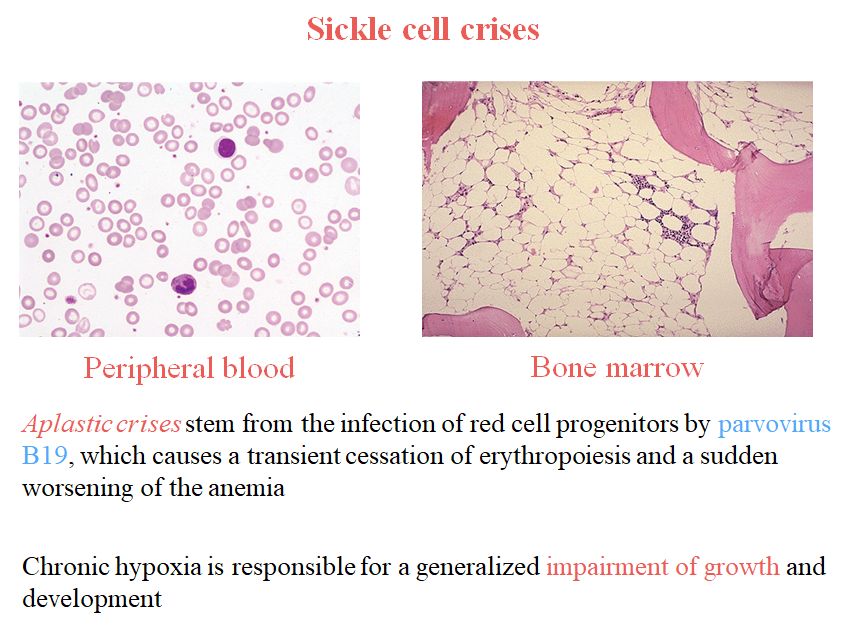 Sickle cell crises
Peripheral blood
Bone marrow
Aplastic crises stem from the infection of red cell progenitors by parvovirus
B19, which causes a transient cessation of erythropoiesis and a sudden
worsening of the anemia
Chronic hypoxia is responsible for a generalized impairment of growth and
development